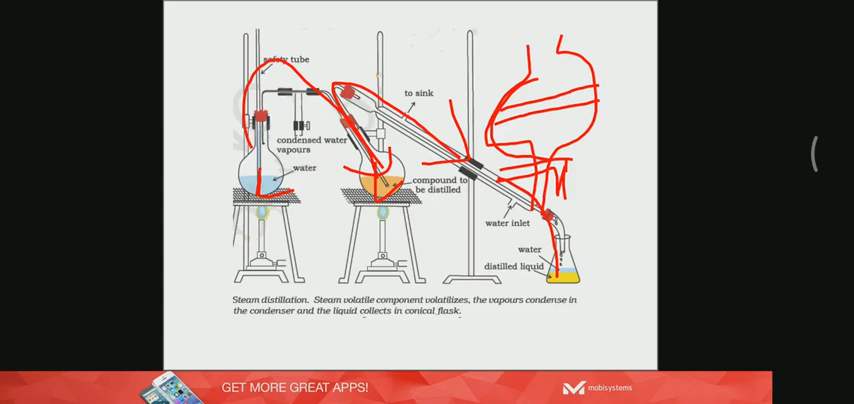 safety tube
to sink
condensed water
vapours
water
compound to
be distilled
water inlet
water
distilled liquid
Steam distillation. Steam volatile component volatilizes, the vapours condense in
the condenser and the liquid collects in conical flask.
GET MORE GREAT APPS!
mobisystems